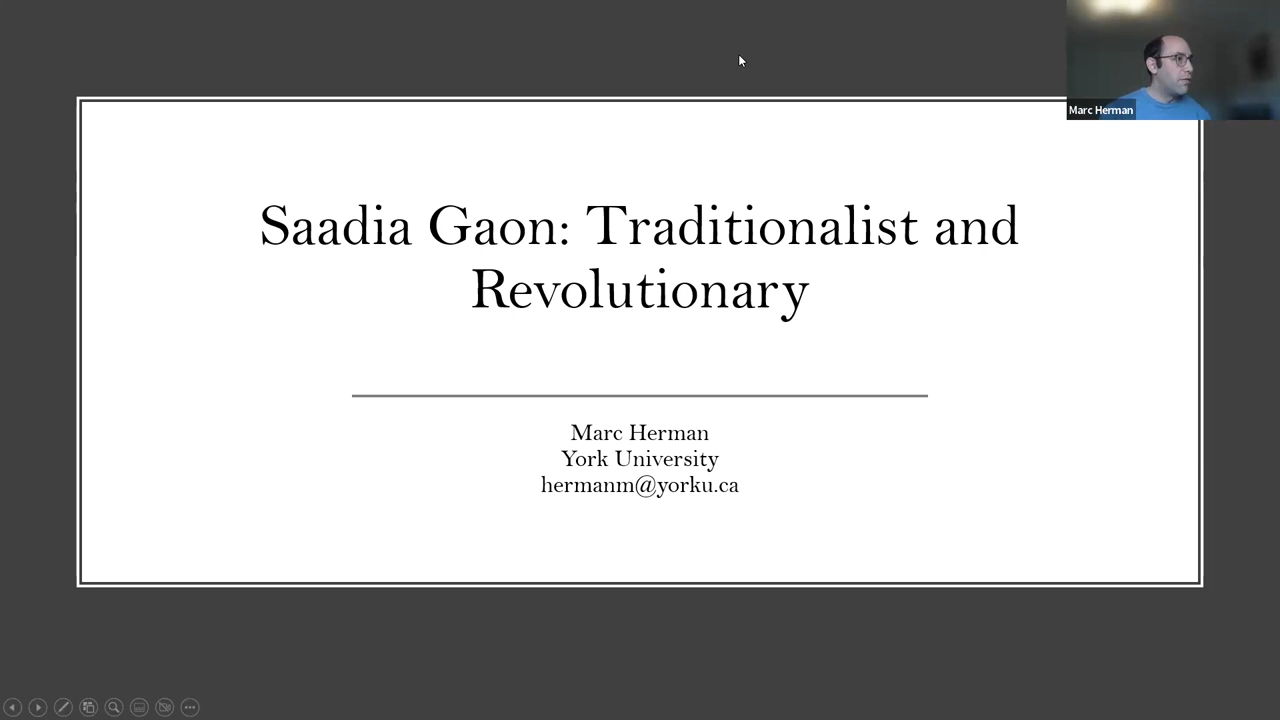 Marc Herman
Saadia Gaon: Traditionalist and
Revolutionary
Marc Herman
York University
hermanm@yorku.ca